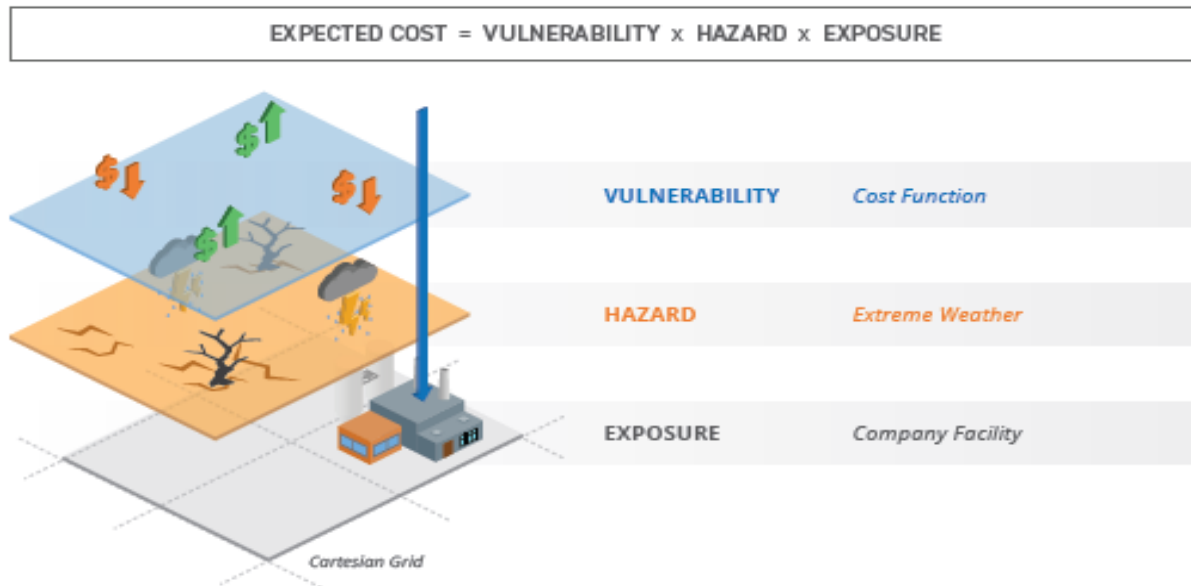 EXPECTED COST = VULNERABILITY x HAZARD x EXPOSURE
$
$
$
$
VULNERABILITY Cost Function
HAZARD Extreme Weather
EXPOSURE Company Facility
Cartesian Grid